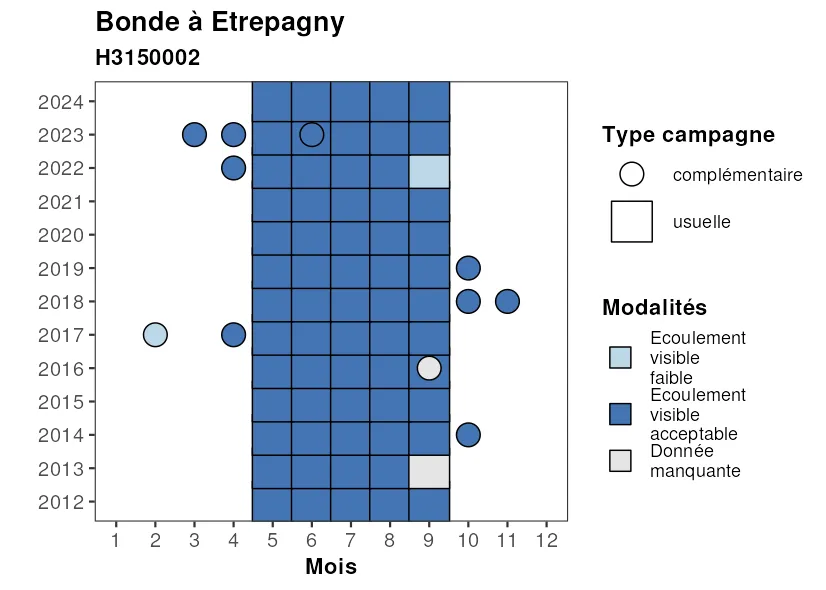 Bonde à Etrepagny
H3150002
2024
2023
2022
2021
2020
2019
2018
2017
2016
2015
2014
2013
2012
1 2 3 4 5 6 7 8 9 10 11 12
Mois
Type campagne
complémentaire
usuelle
Modalités
Ecoulement
visible
faible
Ecoulement
visible
acceptable
Donnée
manquante